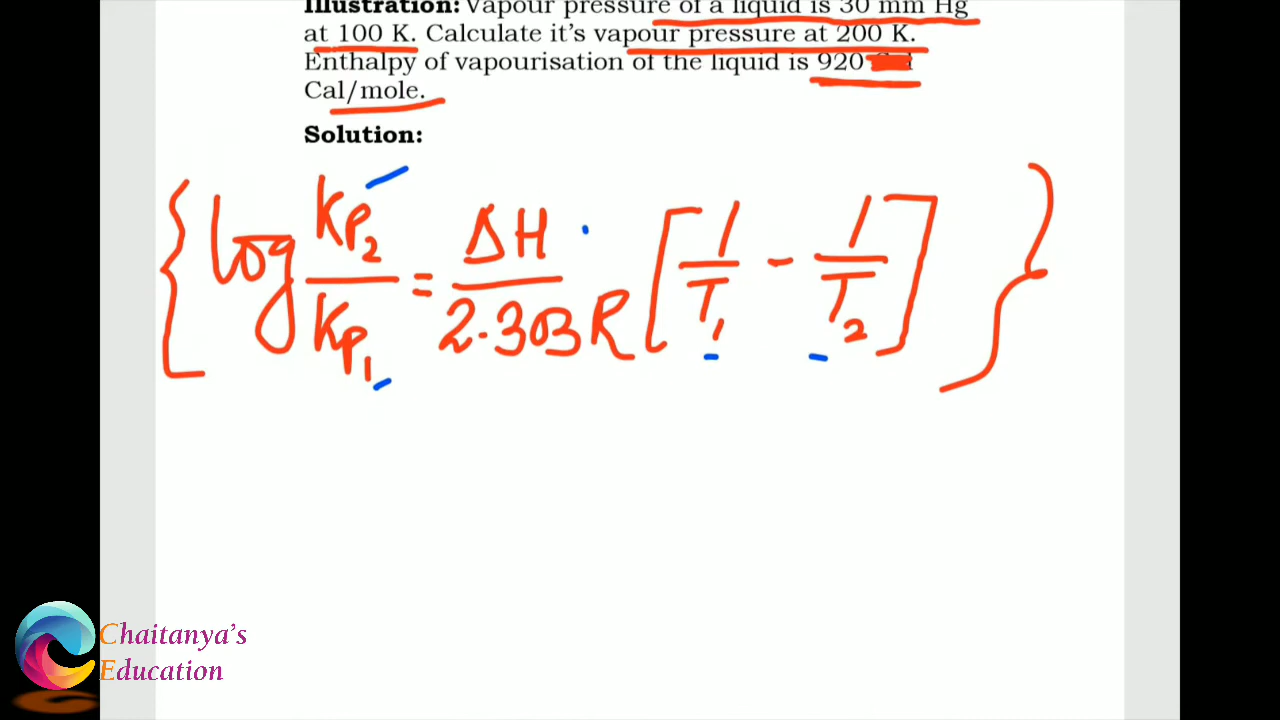 Illustration: Vapour pressure of a liquid is 30 mm Hg
at 100 K. Calculate it's vapour pressure at 200 K.
Enthalpy of vapourisation of the liquid is 920
Cal/mole.
Solution:
{ log KP2/KP1 = ΔH/2.303R [ 1/T1 - 1/T2 ] }
Chaitanya's
Education